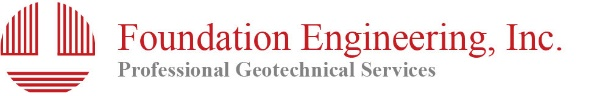 Foundation Engineering, Inc.
Professional Geotechnical Services